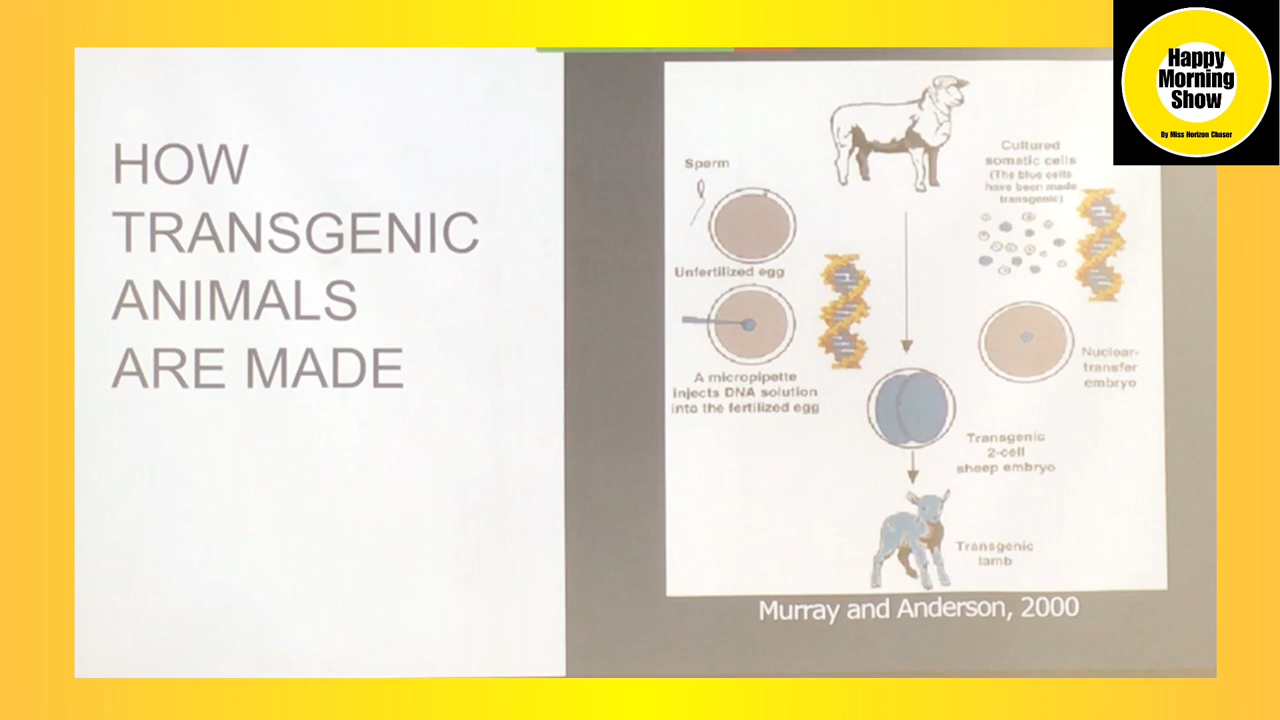 HOW
TRANSGENIC
ANIMALS
ARE MADE
Sperm
Unfertilized egg
A micropipette
injects DNA solution
into the fertilized egg
Cultured
somatic cells
(The blue cells
have been made
transgenic)
Nuclear-
transfer
embryo
Transgenic
2-cell
sheep embryo
Transgenic
lamb
Murray and Anderson, 2000
Happy
Morning
Show
By Miss Horizon Chaser